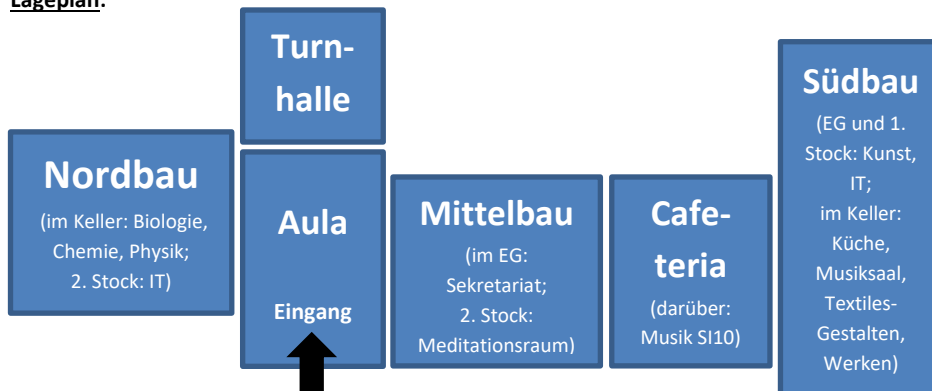 Lageplan:
Turn-
halle
Südbau
(EG und 1.
Stock: Kunst,
IT;
im Keller:
Küche,
Musiksaal,
Textiles-
Gestalten,
Werken)
Nordbau
(im Keller: Biologie,
Chemie, Physik;
2. Stock: IT)
Aula
Eingang
Mittelbau
(im EG:
Sekretariat;
2. Stock:
Meditationsraum)
Cafe-
teria
(darüber:
Musik SI10)